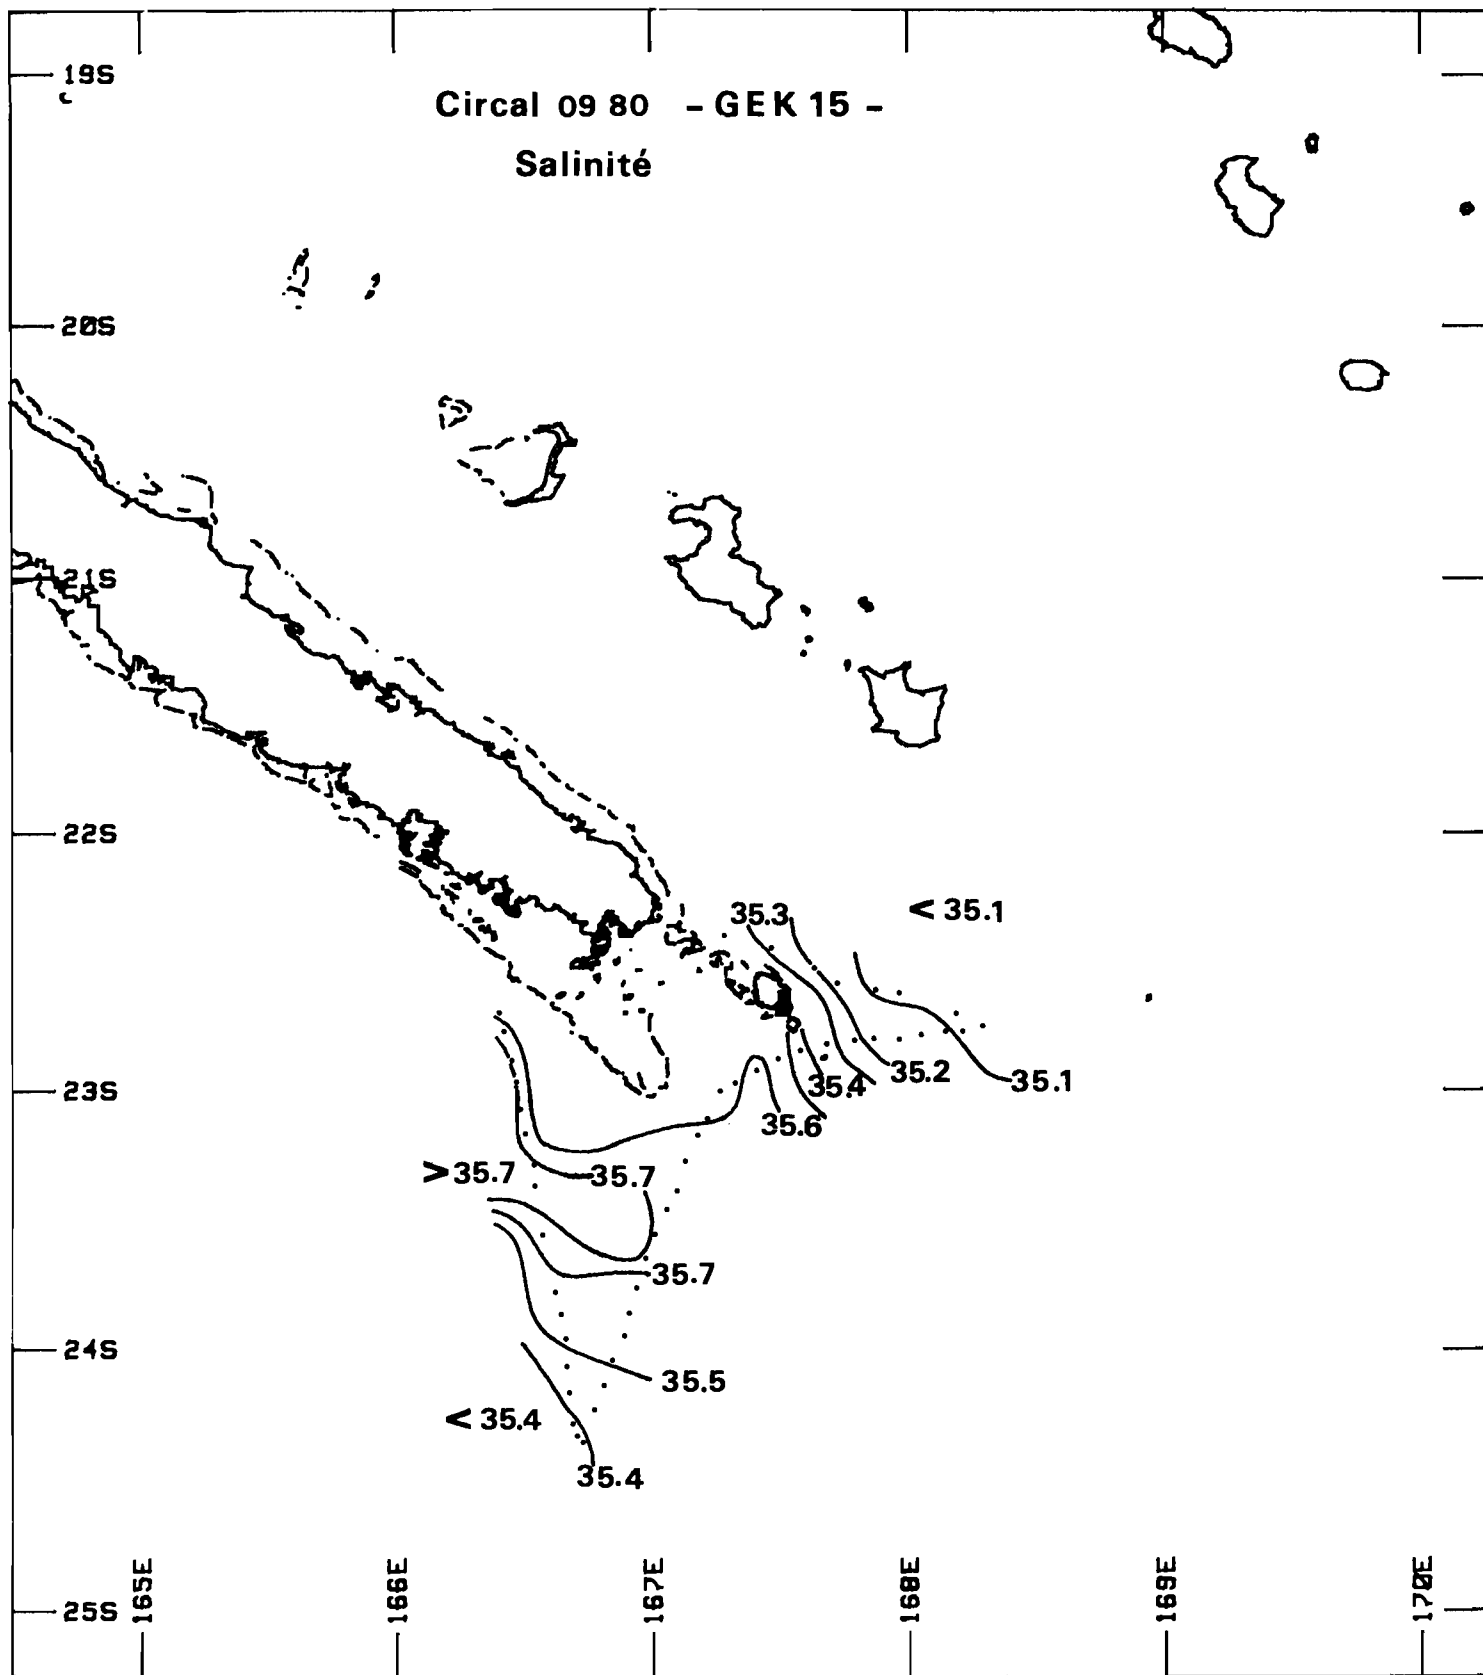 19S
Circal 09 80 - GEK 15 -
Salinité
20S
21S
22S
35.3
< 35.1
35.2
35.4
35.1
23S
35.6
> 35.7
35.7
35.7
24S
35.5
< 35.4
35.4
25S
165E
166E
167E
168E
169E
170E